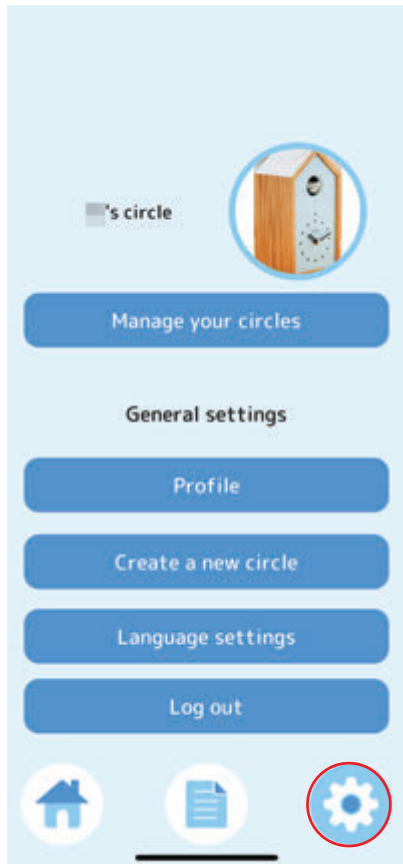 's circle
Manage your circles
General settings
Profile
Create a new circle
Language settings
Log out